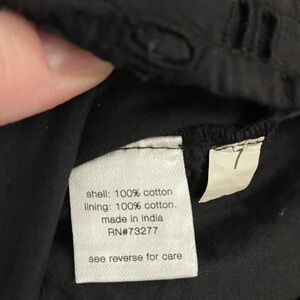 shell: 100% cotton
lining: 100% cotton.
made in India
RN#73277
see reverse for care
7